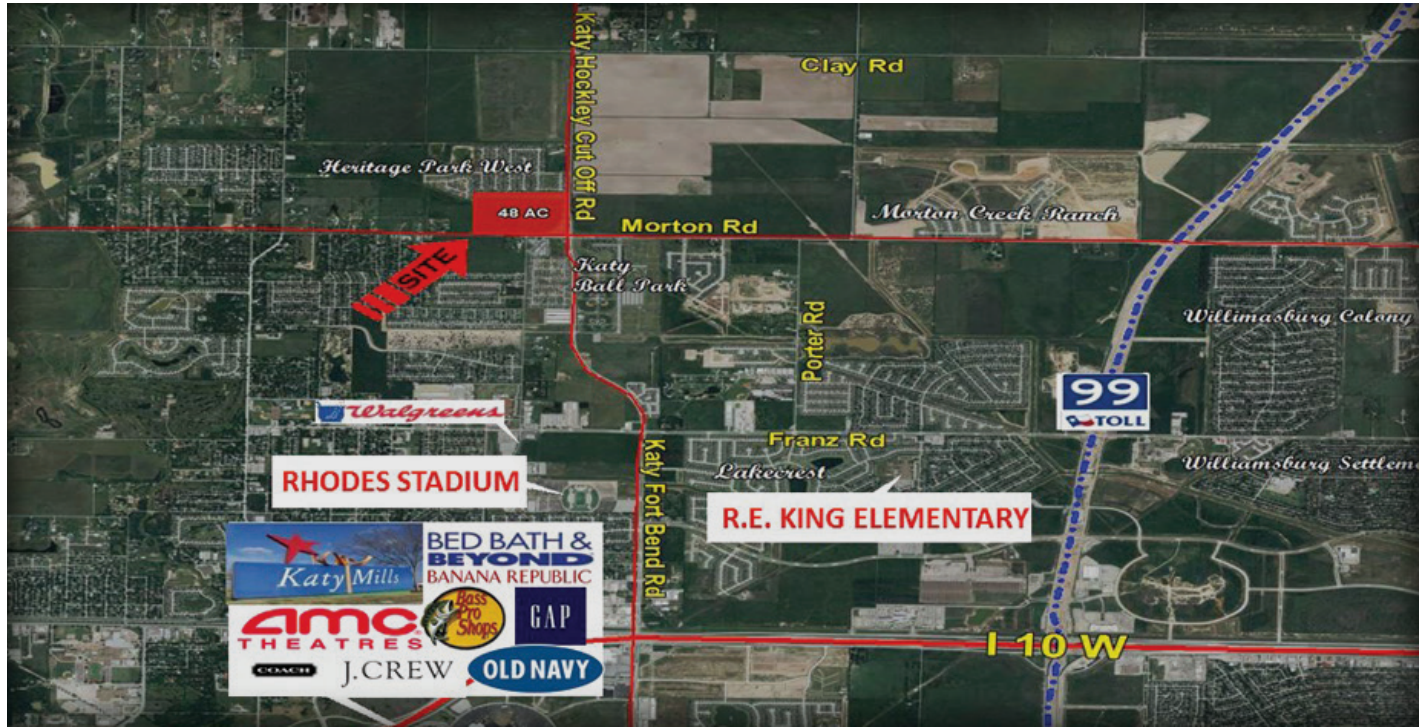 Katy Hockley Cut Off Rd
Clay Rd
Heritage Park West
48 AC
Morton Rd
Morton Creek Ranch
SITE
Katy
Ball Park
Porter Rd
Willimasburg Colony
99
TOLL
Walgreens
Franz Rd
Lakecrest
Williamsburg Settlem
RHODES STADIUM
Katy Fort Bend Rd
R.E. KING ELEMENTARY
Katy Mills
BED BATH &
BEYOND
BANANA REPUBLIC
AMC
THEATRES
Bass
Pro
Shops
GAP
COACH
J.CREW
OLD NAVY
I 10 W